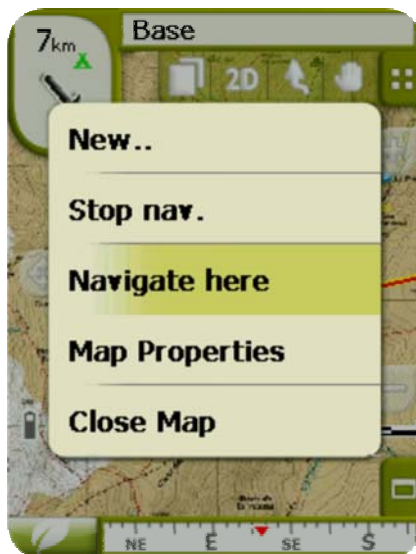 7km
Base
2D
New..
Stop nav.
Navigate here
Map Properties
Close Map
NE E SE S